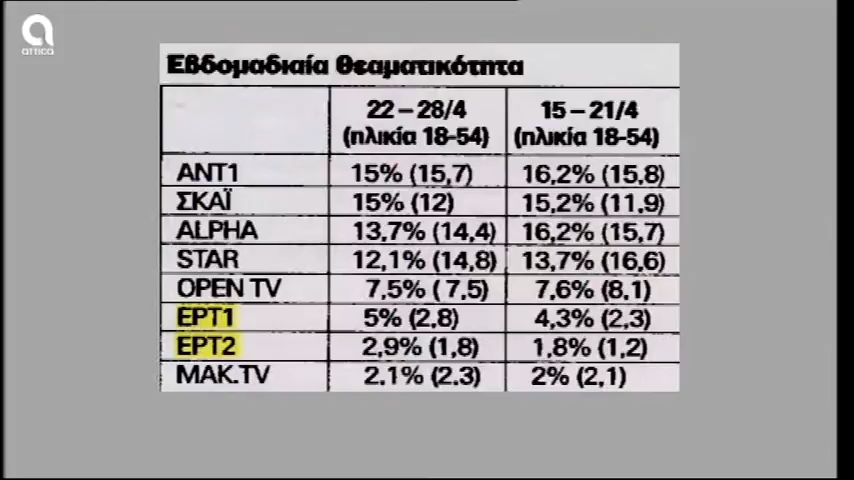 αττica
Εβδομαδιαία θεαματικότητα
22 – 28/4 15 – 21/4
(ηλικία 18-54) (ηλικία 18-54)
ΑΝΤ1 15% (15,7) 16,2% (15,8)
ΣΚΑΪ 15% (12) 15,2% (11,9)
ALPHA 13,7% (14,4) 16,2% (15,7)
STAR 12,1% (14,8) 13,7% (16,6)
OPEN TV 7,5% ( 7,5) 7,6% (8,1)
ΕΡΤ1 5% (2,8) 4,3% (2,3)
ΕΡΤ2 2,9% (1,8) 1,8% (1,2)
ΜΑΚ.TV 2,1% (2,3) 2% (2,1)